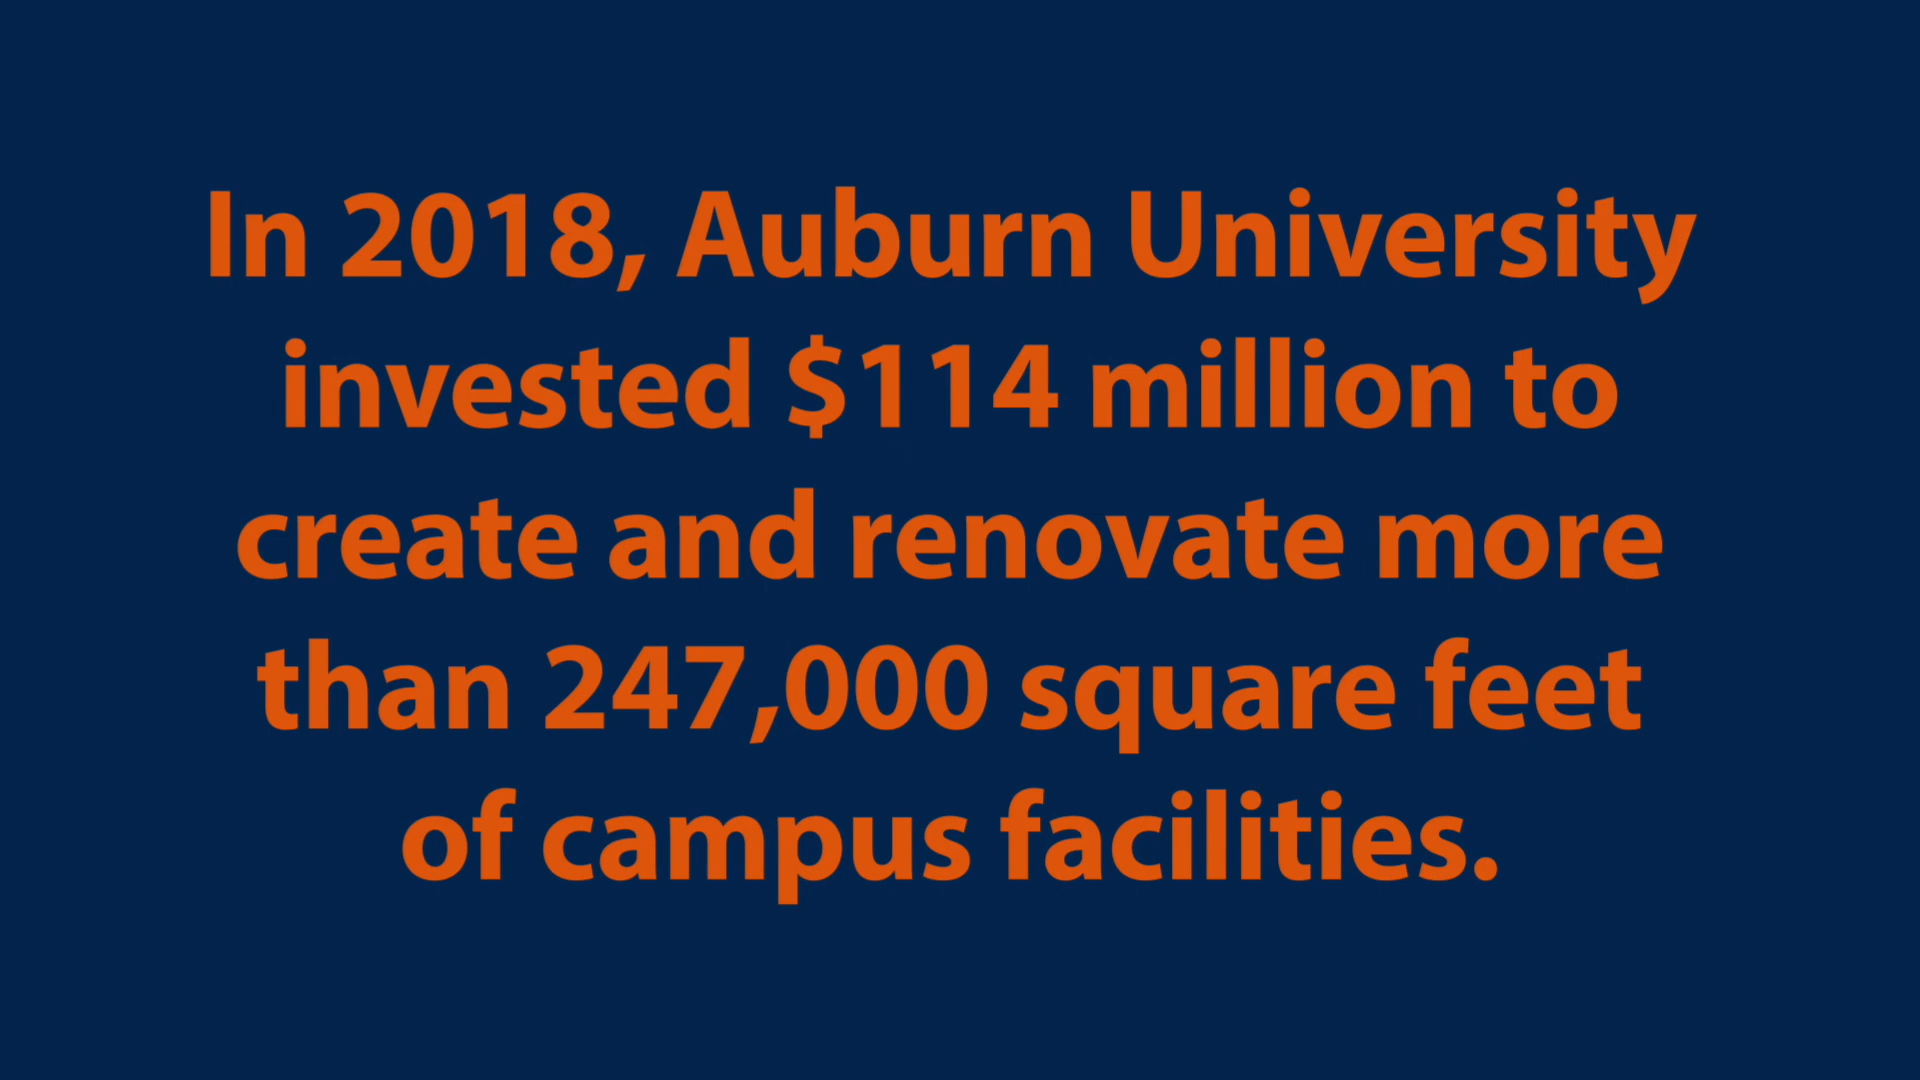 In 2018, Auburn University
invested $114 million to
create and renovate more
than 247,000 square feet
of campus facilities.